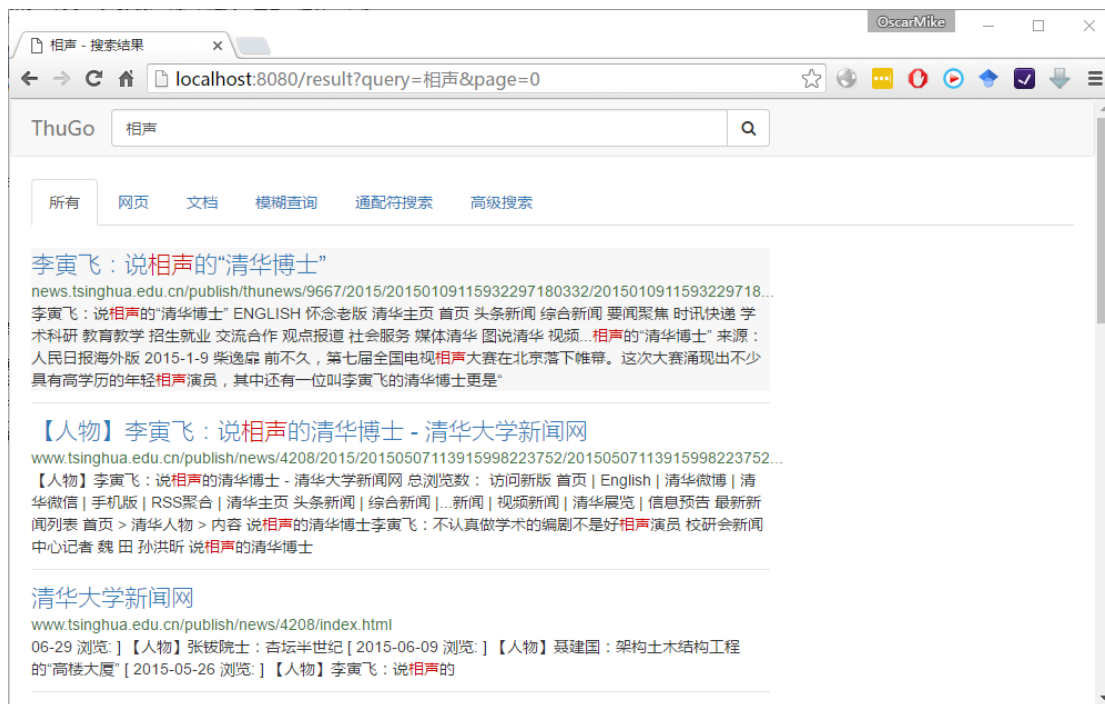 OscarMike
相声 - 搜索结果
localhost:8080/result?query=相声&page=0
ThuGo 相声
所有 网页 文档 模糊查询 通配符搜索 高级搜索
李寅飞：说相声的“清华博士”
news.tsinghua.edu.cn/publish/thunews/9667/2015/20150109115932297180332/2015010911593229718...
李寅飞：说相声的“清华博士” ENGLISH 怀念老版 清华主页 首页 头条新闻 综合新闻 要闻聚焦 时讯快递 学
术科研 教育教学 招生就业 交流合作 观点报道 社会服务 媒体清华 图说清华 视频...相声的“清华博士” 来源：
人民日报海外版 2015-1-9 柴逸扉 前不久，第七届全国电视相声大赛在北京落下帷幕。这次大赛涌现出不少
具有高学历的年轻相声演员，其中还有一位叫李寅飞的清华博士更是“
【人物】李寅飞：说相声的清华博士 - 清华大学新闻网
www.tsinghua.edu.cn/publish/news/4208/2015/20150507113915998223752/20150507113915998223752...
【人物】李寅飞：说相声的清华博士 - 清华大学新闻网 总浏览数： 访问新版 首页 | English | 清华微博 | 清
华微信 | 手机版 | RSS聚合 | 清华主页 头条新闻 | 综合新闻 |...新闻 | 视频新闻 | 清华展览 | 信息预告 最新新
闻列表 首页 > 清华人物 > 内容 说相声的清华博士李寅飞：不认真做学术的编剧不是好相声演员 校研会新闻
中心记者 魏 田 孙洪昕 说相声的清华博士
清华大学新闻网
www.tsinghua.edu.cn/publish/news/4208/index.html
06-29 浏览: ] 【人物】张钹院士：杏坛半世纪 [ 2015-06-09 浏览: ] 【人物】聂建国：架构土木结构工程
的“高楼大厦” [ 2015-05-26 浏览: ] 【人物】李寅飞：说相声的